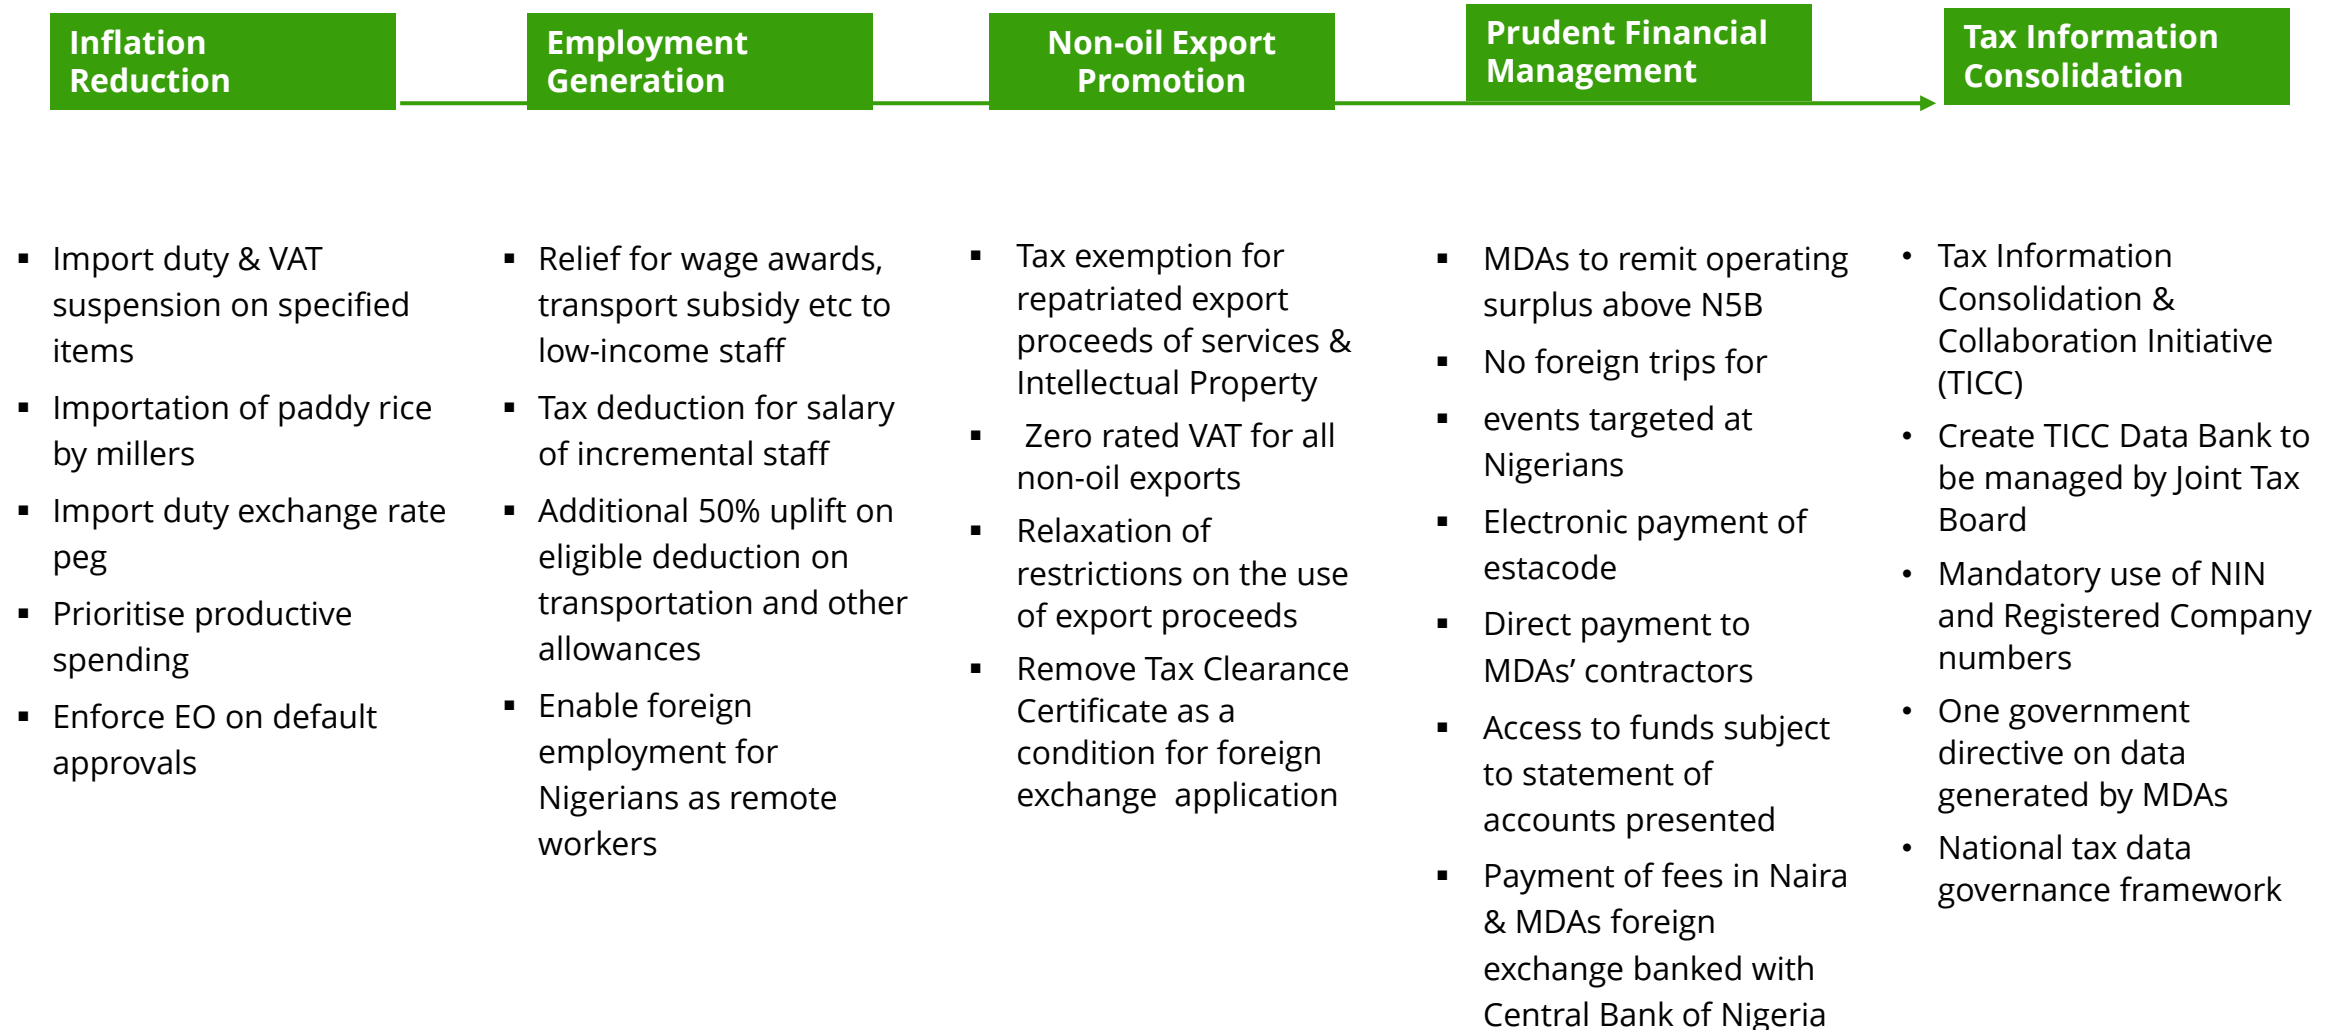 Inflation
Reduction
Employment
Generation
Non-oil Export
Promotion
Prudent Financial
Management
Tax Information
Consolidation
▪ Import duty & VAT
suspension on specified
items
▪ Importation of paddy rice
by millers
▪ Import duty exchange rate
peg
▪ Prioritise productive
spending
▪ Enforce EO on default
approvals
▪ Relief for wage awards,
transport subsidy etc to
low-income staff
▪ Tax deduction for salary
of incremental staff
▪ Additional 50% uplift on
eligible deduction on
transportation and other
allowances
▪ Enable foreign
employment for
Nigerians as remote
workers
▪ Tax exemption for
repatriated export
proceeds of services &
Intellectual Property
▪ Zero rated VAT for all
non-oil exports
▪ Relaxation of
restrictions on the use
of export proceeds
▪ Remove Tax Clearance
Certificate as a
condition for foreign
exchange application
▪ MDAs to remit operating
surplus above N5B
▪ No foreign trips for
▪ events targeted at
Nigerians
▪ Electronic payment of
estacode
▪ Direct payment to
MDAs’ contractors
▪ Access to funds subject
to statement of
accounts presented
▪ Payment of fees in Naira
& MDAs foreign
exchange banked with
Central Bank of Nigeria
• Tax Information
Consolidation &
Collaboration Initiative
(TICC)
• Create TICC Data Bank to
be managed by Joint Tax
Board
• Mandatory use of NIN
and Registered Company
numbers
• One government
directive on data
generated by MDAs
• National tax data
governance framework